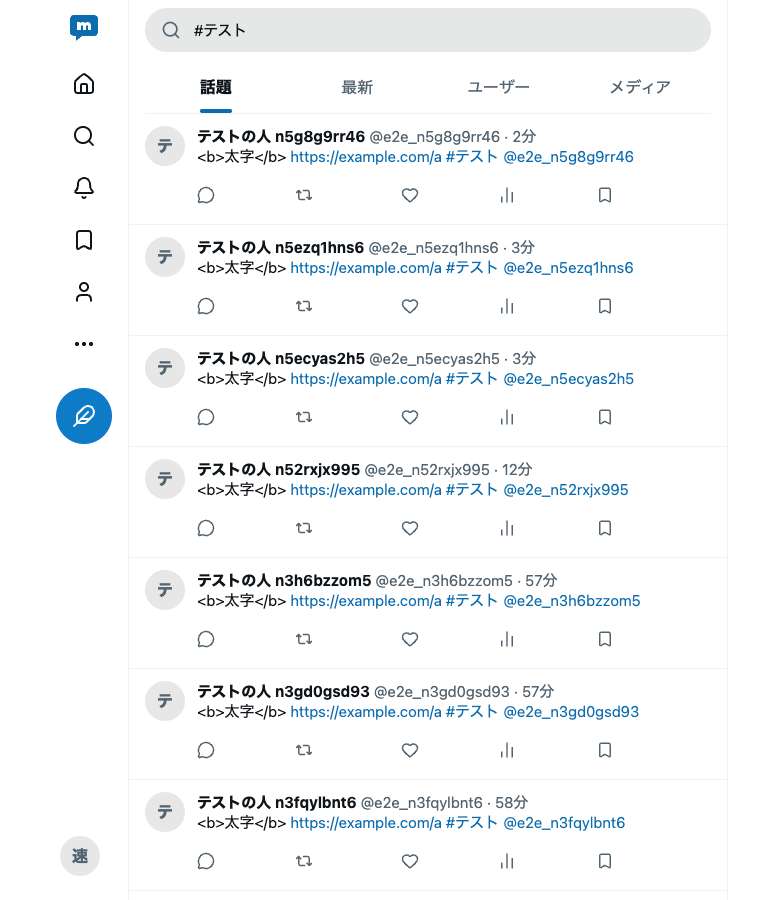 m
#テスト
話題 最新 ユーザー メディア
テ
テストの人 n5g8g9rr46 @e2e_n5g8g9rr46 · 2分
<b>太字</b> https://example.com/a #テスト @e2e_n5g8g9rr46
テ
テストの人 n5ezq1hns6 @e2e_n5ezq1hns6 · 3分
<b>太字</b> https://example.com/a #テスト @e2e_n5ezq1hns6
テ
テストの人 n5ecyas2h5 @e2e_n5ecyas2h5 · 3分
<b>太字</b> https://example.com/a #テスト @e2e_n5ecyas2h5
テ
テストの人 n52rxjx995 @e2e_n52rxjx995 · 12分
<b>太字</b> https://example.com/a #テスト @e2e_n52rxjx995
テ
テストの人 n3h6bzzom5 @e2e_n3h6bzzom5 · 57分
<b>太字</b> https://example.com/a #テスト @e2e_n3h6bzzom5
テ
テストの人 n3gd0gsd93 @e2e_n3gd0gsd93 · 57分
<b>太字</b> https://example.com/a #テスト @e2e_n3gd0gsd93
テ
テストの人 n3fqylbnt6 @e2e_n3fqylbnt6 · 58分
<b>太字</b> https://example.com/a #テスト @e2e_n3fqylbnt6
速